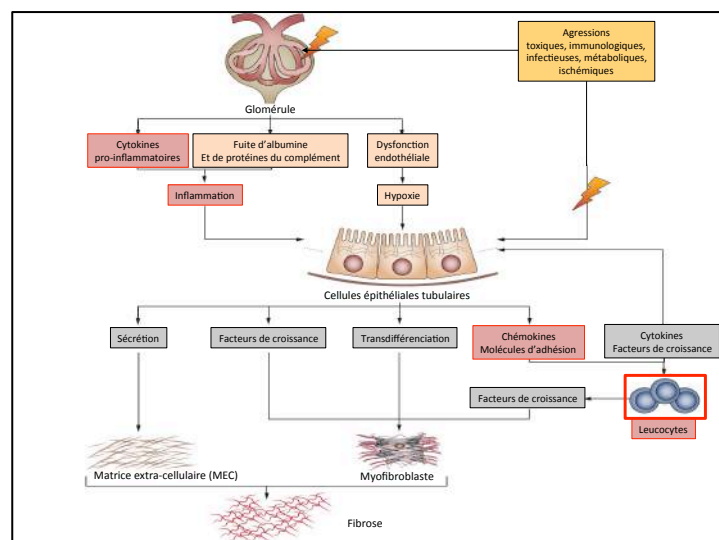 Agressions
toxiques, immunologiques,
infectieuses, métaboliques,
ischémiques
Glomérule
Cytokines
pro-inflammatoires
Fuite d'albumine
Et de protéines du complément
Dysfonction
endothéliale
Inflammation
Hypoxie
Cellules épithéliales tubulaires
Sécrétion
Facteurs de croissance
Transdifférenciation
Chémokines
Molécules d'adhésion
Cytokines
Facteurs de croissance
Facteurs de croissance
Leucocytes
Matrice extra-cellulaire (MEC)
Myofibroblaste
Fibrose